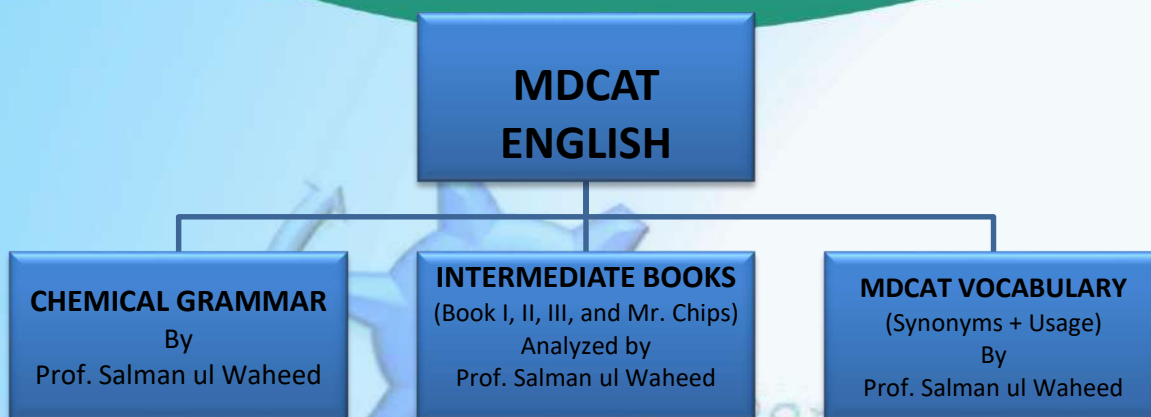 MDCAT
ENGLISH
CHEMICAL GRAMMAR
By
Prof. Salman ul Waheed
INTERMEDIATE BOOKS
(Book I, II, III, and Mr. Chips)
Analyzed by
Prof. Salman ul Waheed
MDCAT VOCABULARY
(Synonyms + Usage)
By
Prof. Salman ul Waheed